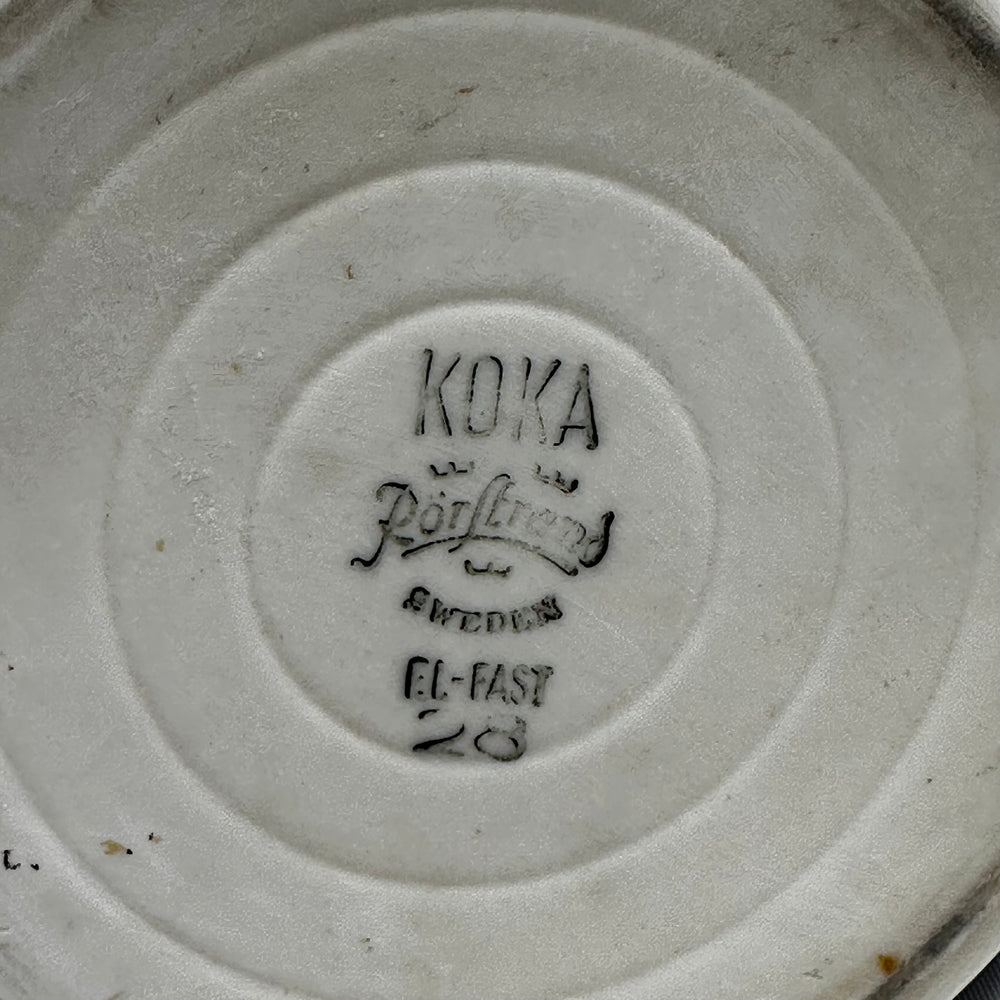 KOKA
Rörstrand
SWEDEN
EL-FAST
28